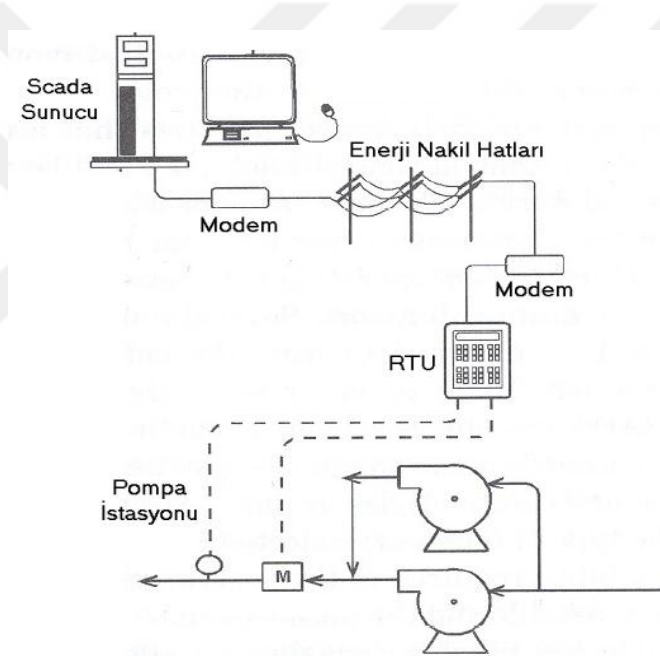 Scada
Sunucu
Enerji Nakil Hatları
Modem
Modem
RTU
Pompa
İstasyonu
M